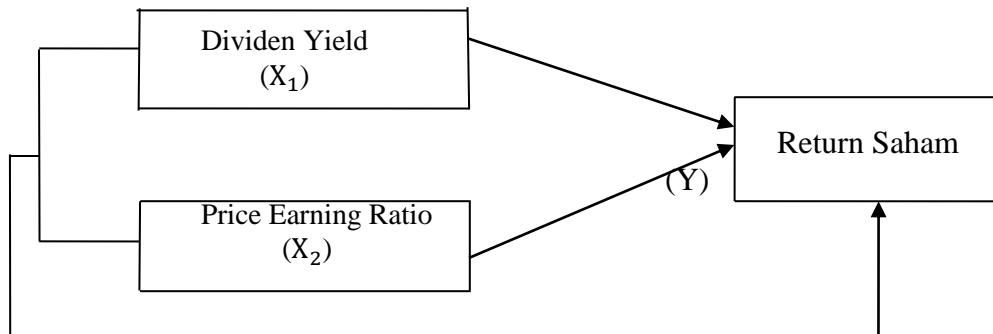 Dividen Yield
(X₁)
Return Saham
(Y)
Price Earning Ratio
(X₂)